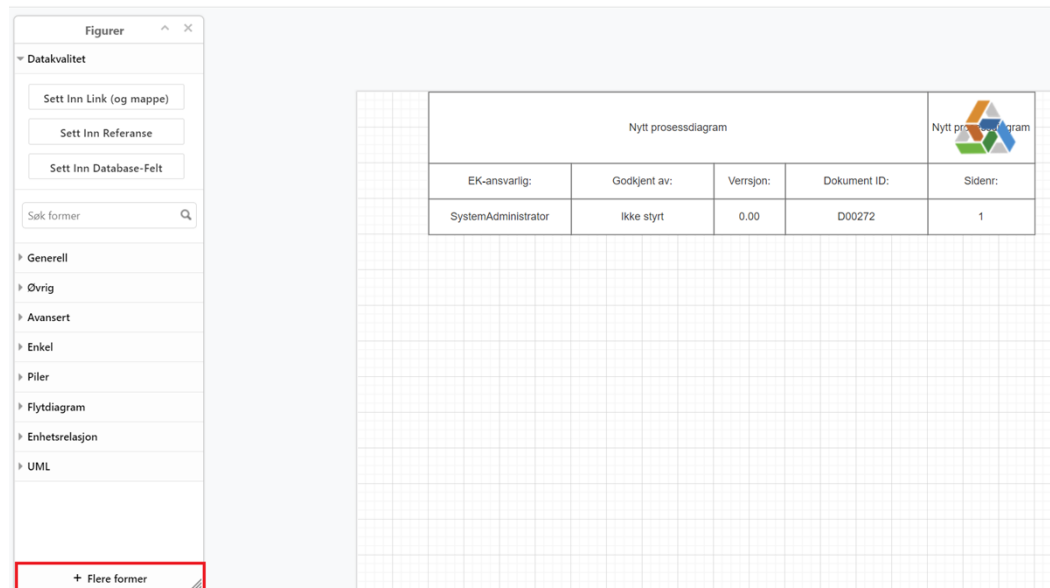 Figurer
Datakvalitet
Sett Inn Link (og mappe)
Sett Inn Referanse
Sett Inn Database-Felt
Søk former
Generell
Øvrig
Avansert
Enkel
Piler
Flytdiagram
Enhetsrelasjon
UML
+ Flere former
Nytt prosessdiagram
EK-ansvarlig: Godkjent av: Verrsjon: Dokument ID: Sidenr:
SystemAdministrator Ikke styrt 0.00 D00272 1